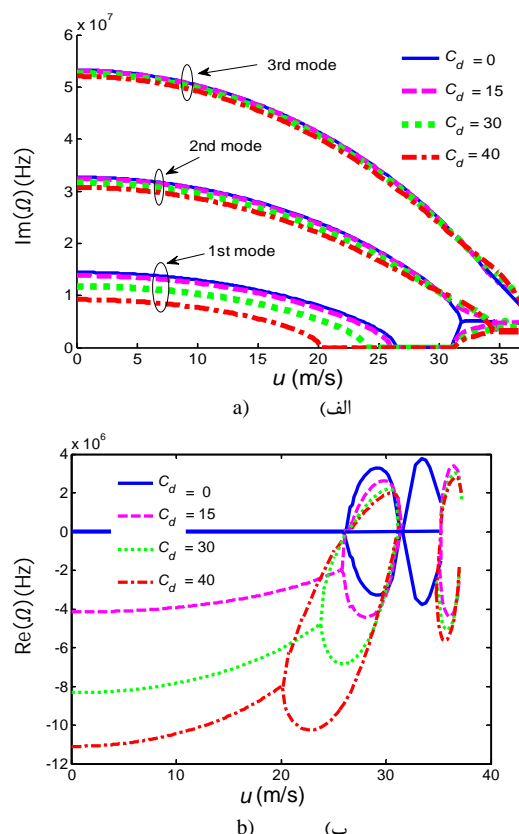 x 10^7
6
5
4
3
2
1
0
Im(Ω) (Hz)
3rd mode
2nd mode
1st mode
C_d = 0
C_d = 15
C_d = 30
C_d = 40
0 5 10 15 20 25 30 35
u (m/s)
a) الف)
x 10^6
4
2
0
-2
-4
-6
-8
-10
-12
Re(Ω) (Hz)
C_d = 0
C_d = 15
C_d = 30
C_d = 40
0 10 20 30 40
u (m/s)
b) ب)